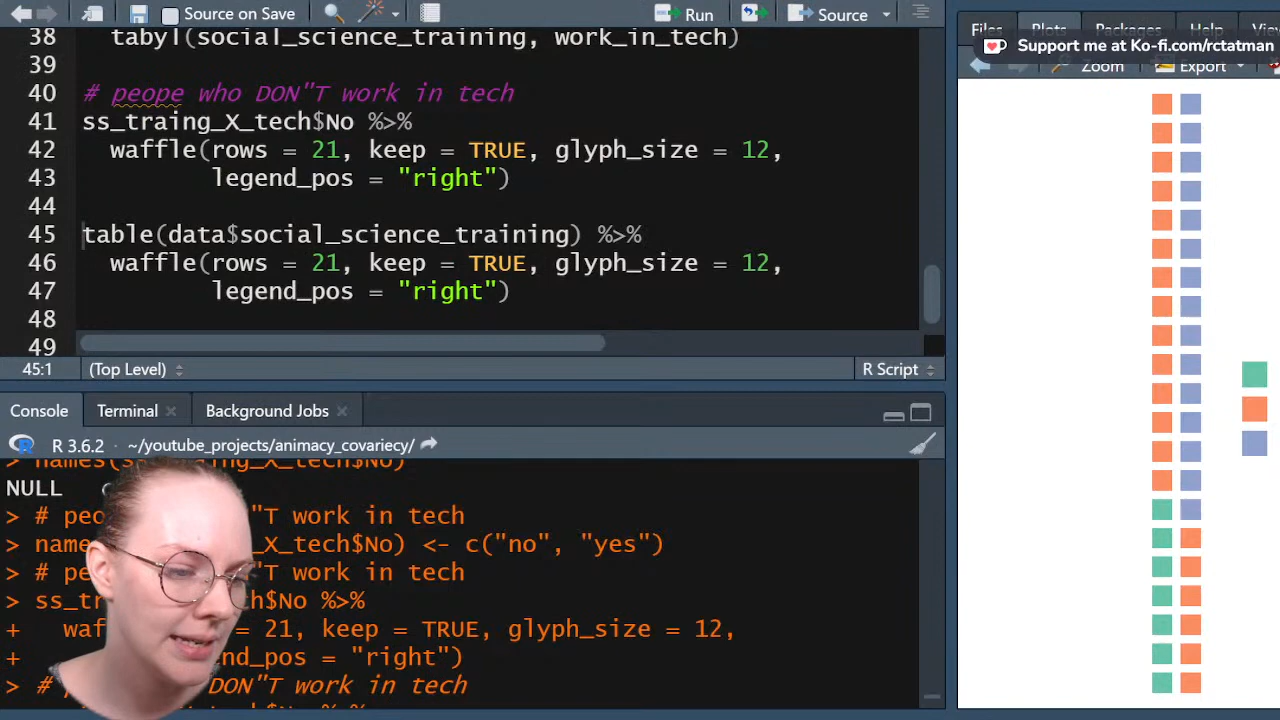 Source on Save
Run
Source
38 tabyl(social_science_training, work_in_tech)
39
40 # peope who DON"T work in tech
41 ss_traing_X_tech$No %>%
42 waffle(rows = 21, keep = TRUE, glyph_size = 12,
43 legend_pos = "right")
44
45 table(data$social_science_training) %>%
46 waffle(rows = 21, keep = TRUE, glyph_size = 12,
47 legend_pos = "right")
48
49
45:1 (Top Level) R Script
Console Terminal Background Jobs
R 3.6.2 · ~/youtube_projects/animacy_covariecy/
> names(s ing_X_tech$No)
NULL
> # peo "T work in tech
> name _X_tech$No) <- c("no", "yes")
> # pe "T work in tech
> ss_tr h$No %>%
+ waf = 21, keep = TRUE, glyph_size = 12,
+ end_pos = "right")
> # DON"T work in tech
Files Plots Packages Help
Support me at Ko-fi.com/rctatman
Zoom Export